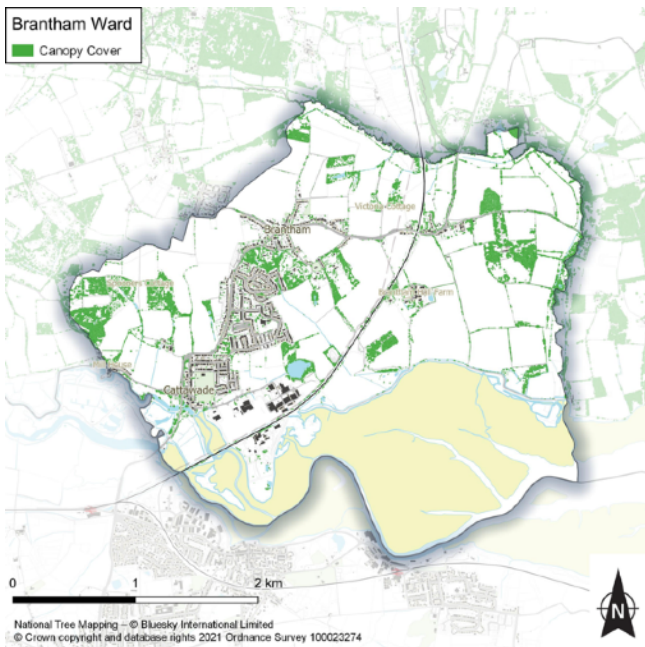 Brantham Ward
Canopy Cover
Victoria Cottage
Brantham
Farm
Cattawade
0 1 2 km
N
National Tree Mapping – © Bluesky International Limited
© Crown copyright and database rights 2021 Ordnance Survey 100023274